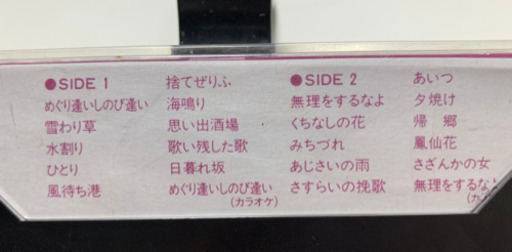 ●SIDE 1
めぐり逢いしのび逢い
雪わり草
水割り
ひとり
風待ち港
捨てぜりふ
海鳴り
思い出酒場
歌い残した歌
日暮れ坂
めぐり逢いしのび逢い
(カラオケ)
●SIDE 2
無理をするなよ
くちなしの花
みちづれ
あじさいの雨
さすらいの挽歌
あいつ
夕焼け
帰郷
鳳仙花
さざんかの女
無理をするなよ